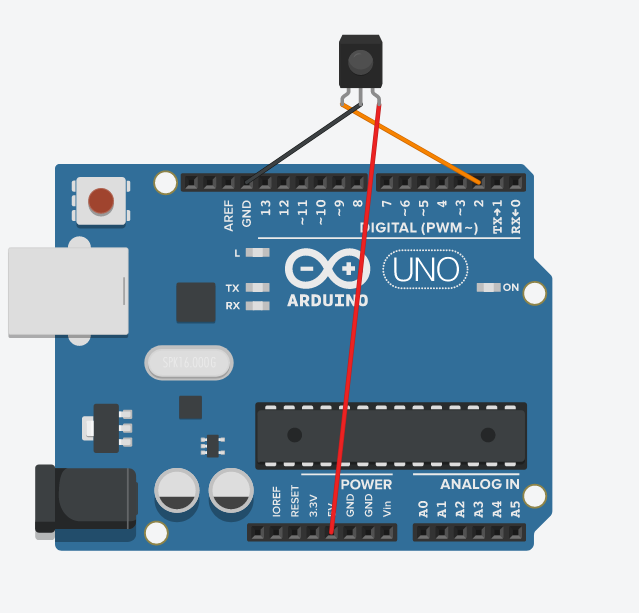 AREF
GND
13
12
~11
~10
~9
8
7
~6
~5
4
~3
2
TX→1
RX←0
DIGITAL (PWM~)
L
TX
RX
ARDUINO
UNO
ON
SPK16.000G
POWER
ANALOG IN
IOREF
RESET
3.3V
5V
GND
GND
Vin
A0
A1
A2
A3
A4
A5